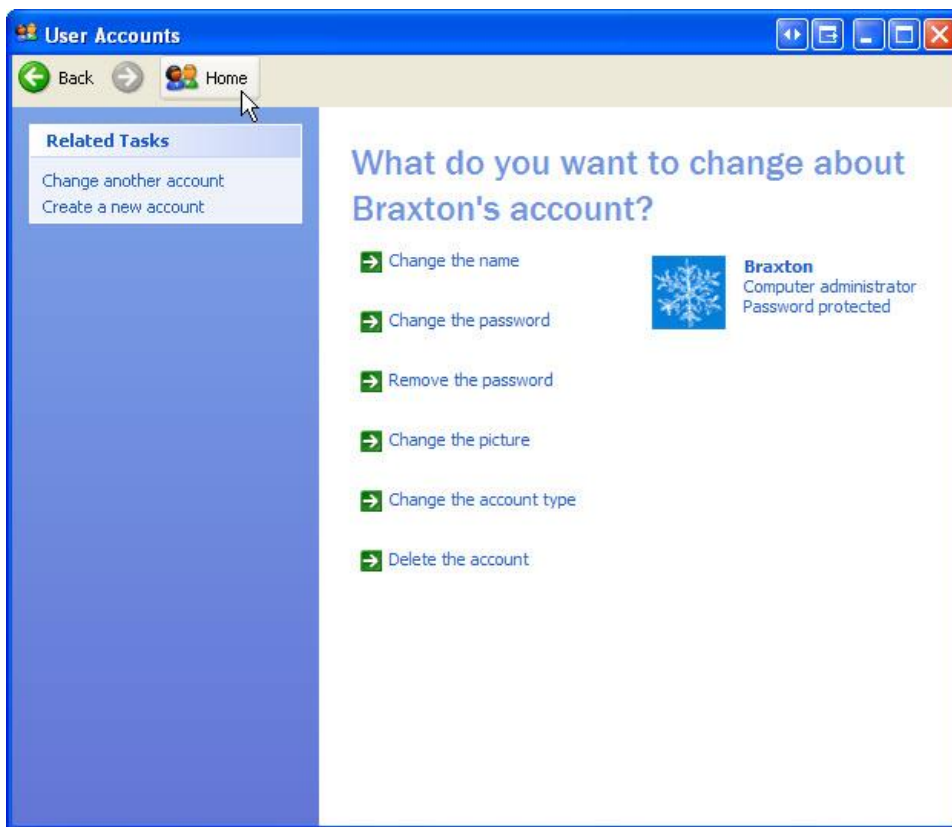 User Accounts
Back
Home
Related Tasks
Change another account
Create a new account
What do you want to change about
Braxton's account?
Change the name
Change the password
Remove the password
Change the picture
Change the account type
Delete the account
Braxton
Computer administrator
Password protected